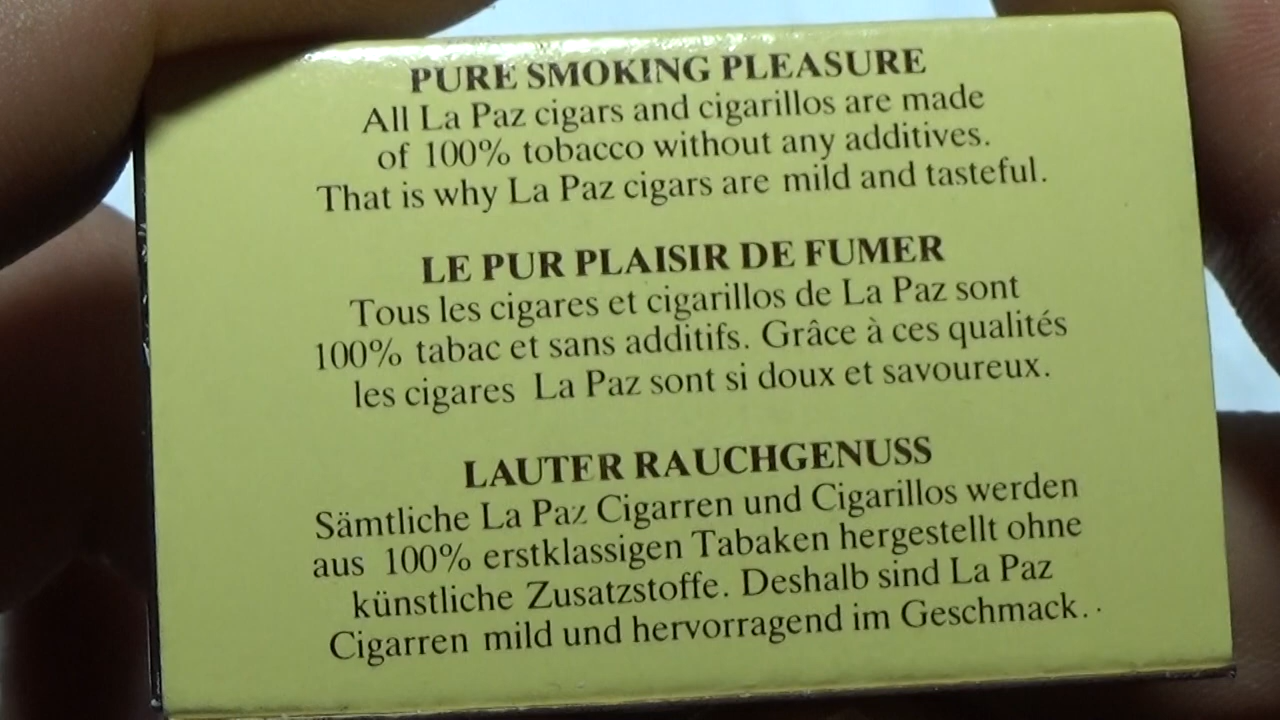 PURE SMOKING PLEASURE
All La Paz cigars and cigarillos are made
of 100% tobacco without any additives.
That is why La Paz cigars are mild and tasteful.
LE PUR PLAISIR DE FUMER
Tous les cigares et cigarillos de La Paz sont
100% tabac et sans additifs. Grâce à ces qualités
les cigares La Paz sont si doux et savoureux.
LAUTER RAUCHGENUSS
Sämtliche La Paz Cigarren und Cigarillos werden
aus 100% erstklassigen Tabaken hergestellt ohne
künstliche Zusatzstoffe. Deshalb sind La Paz
Cigarren mild und hervorragend im Geschmack.